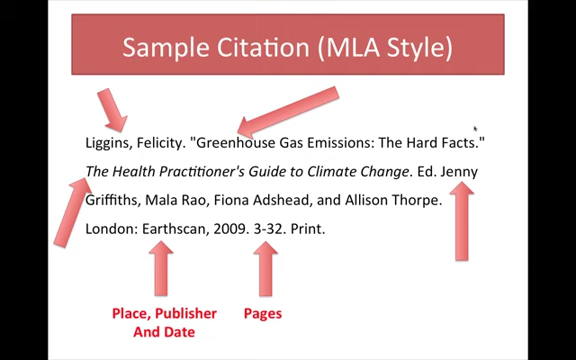 Sample Citation (MLA Style)
Liggins, Felicity. "Greenhouse Gas Emissions: The Hard Facts."
The Health Practitioner's Guide to Climate Change. Ed. Jenny
Griffiths, Mala Rao, Fiona Adshead, and Allison Thorpe.
London: Earthscan, 2009. 3-32. Print.
Place, Publisher
And Date
Pages